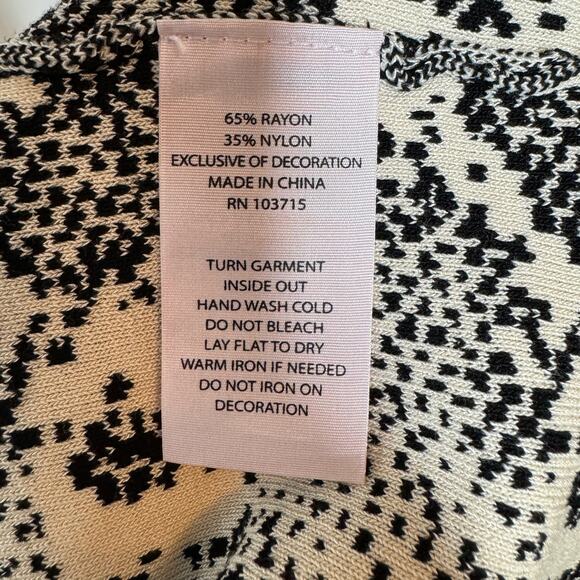 65% RAYON
35% NYLON
EXCLUSIVE OF DECORATION
MADE IN CHINA
RN 103715
TURN GARMENT
INSIDE OUT
HAND WASH COLD
DO NOT BLEACH
LAY FLAT TO DRY
WARM IRON IF NEEDED
DO NOT IRON ON
DECORATION